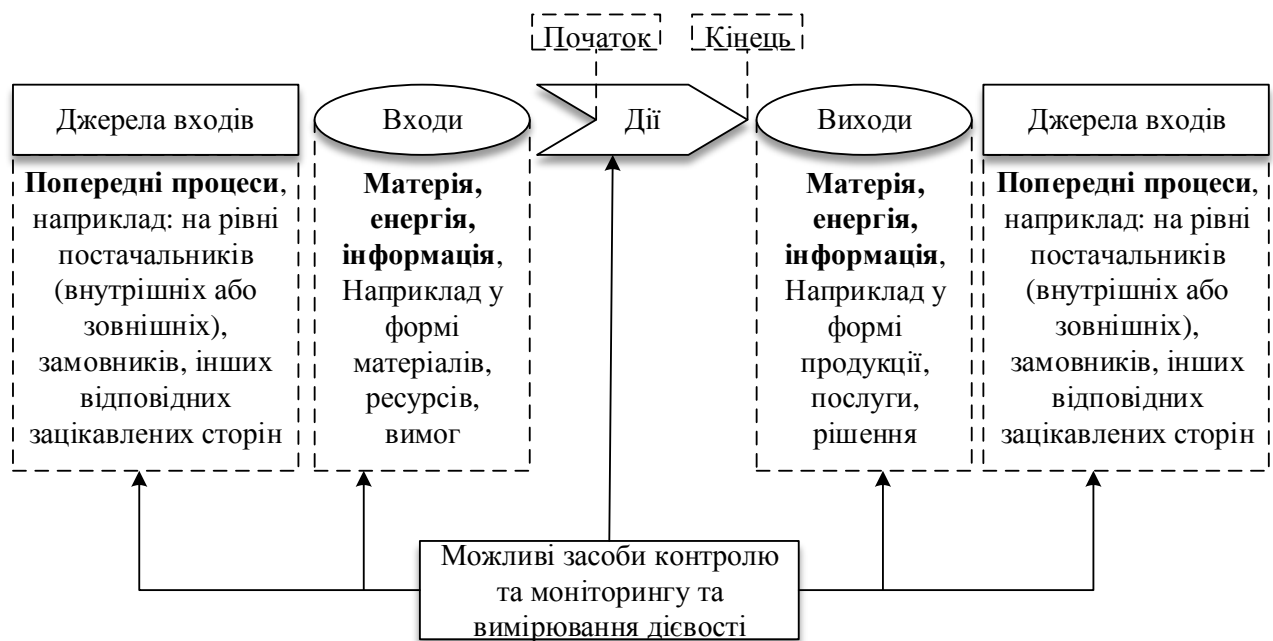 Початок
Кінець
Джерела входів
Входи
Дії
Виходи
Джерела входів
Попередні процеси,
наприклад: на рівні
постачальників
(внутрішніх або
зовнішніх),
замовників, інших
відповідних
зацікавлених сторін
Матерія,
енергія,
інформація,
Наприклад у
формі
матеріалів,
ресурсів,
вимог
Матерія,
енергія,
інформація,
Наприклад у
формі
продукції,
послуги,
рішення
Попередні процеси,
наприклад: на рівні
постачальників
(внутрішніх або
зовнішніх),
замовників, інших
відповідних
зацікавлених сторін
Можливі засоби контролю
та моніторингу та
вимірювання дієвості